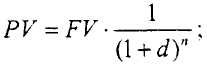 PV = FV · 1 / (1 + d)^n ;